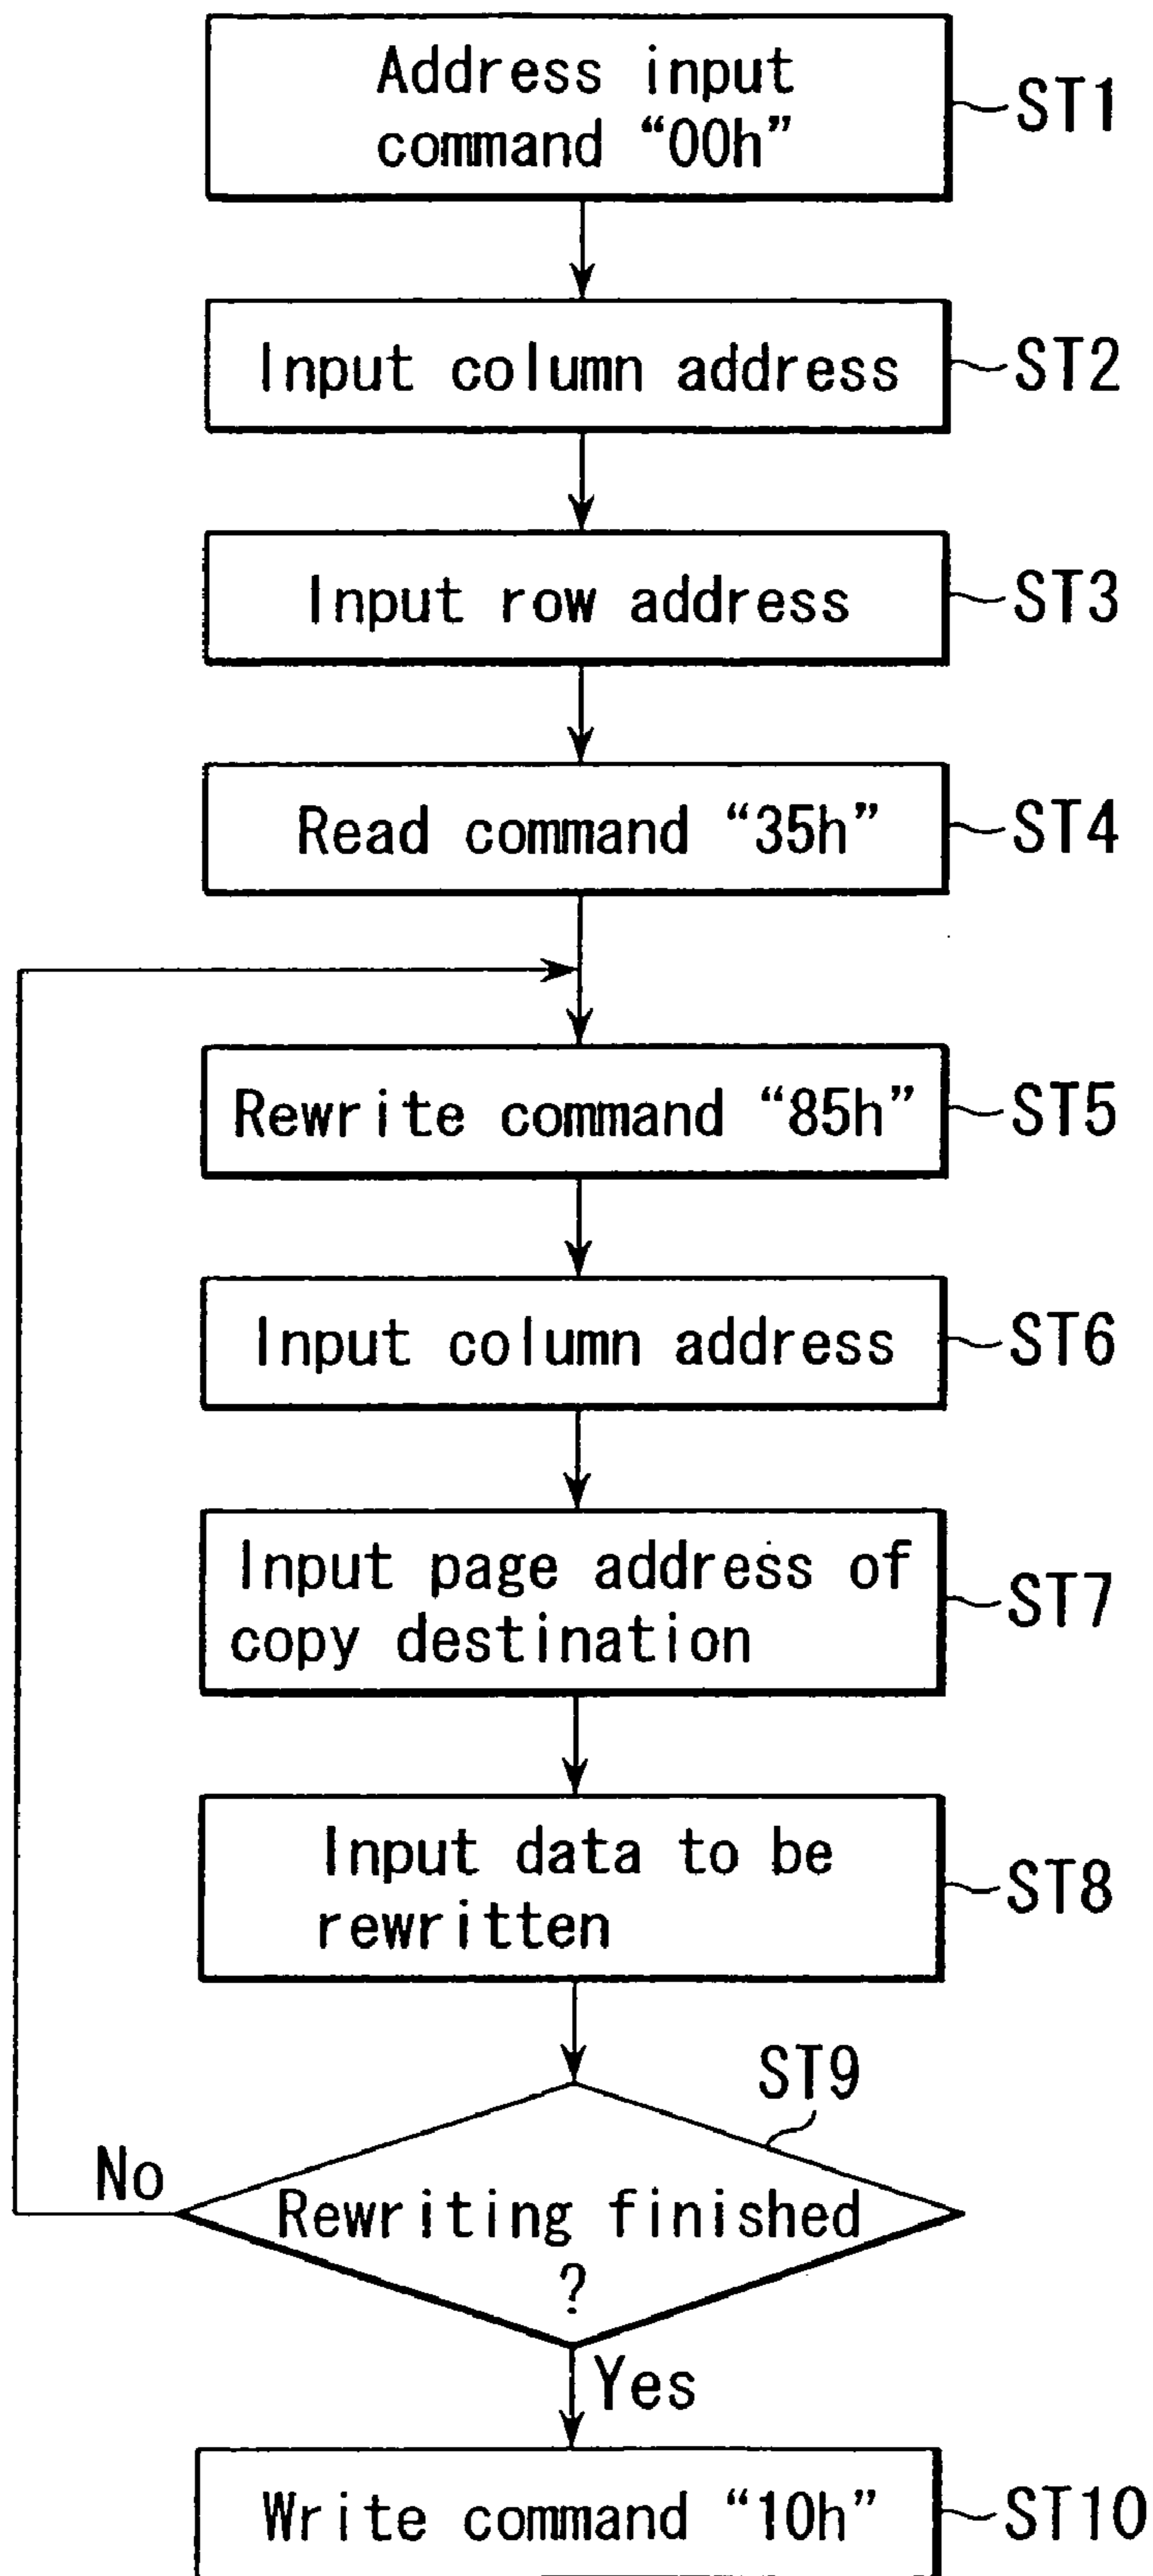 Address input
command “00h”
ST1
Input column address
ST2
Input row address
ST3
Read command “35h”
ST4
Rewrite command “85h”
ST5
Input column address
ST6
Input page address of
copy destination
ST7
Input data to be
rewritten
ST8
ST9
No
Rewriting finished
?
Yes
Write command “10h”
ST10